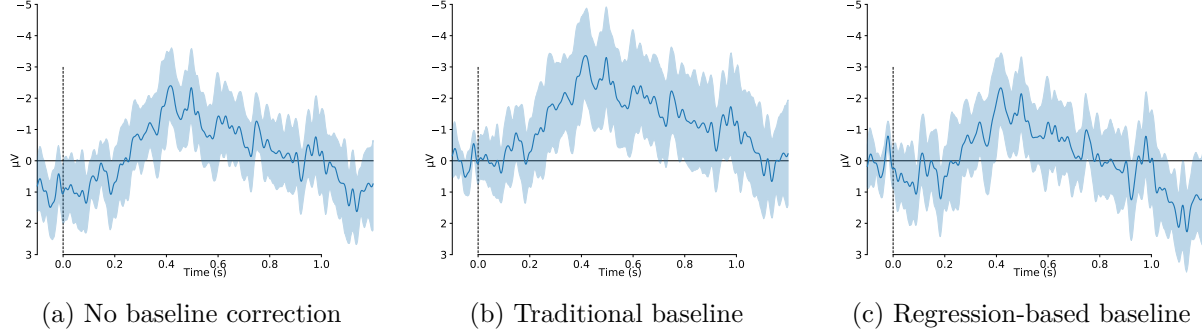 −5
−4
−3
−2
−1
0
1
2
3
µV
0.0 0.2 0.4 0.6 0.8 1.0
Time (s)
(a) No baseline correction
−5
−4
−3
−2
−1
0
1
2
3
µV
0.0 0.2 0.4 0.6 0.8 1.0
Time (s)
(b) Traditional baseline
−5
−4
−3
−2
−1
0
1
2
3
µV
0.0 0.2 0.4 0.6 0.8 1.0
Time (s)
(c) Regression-based baseline